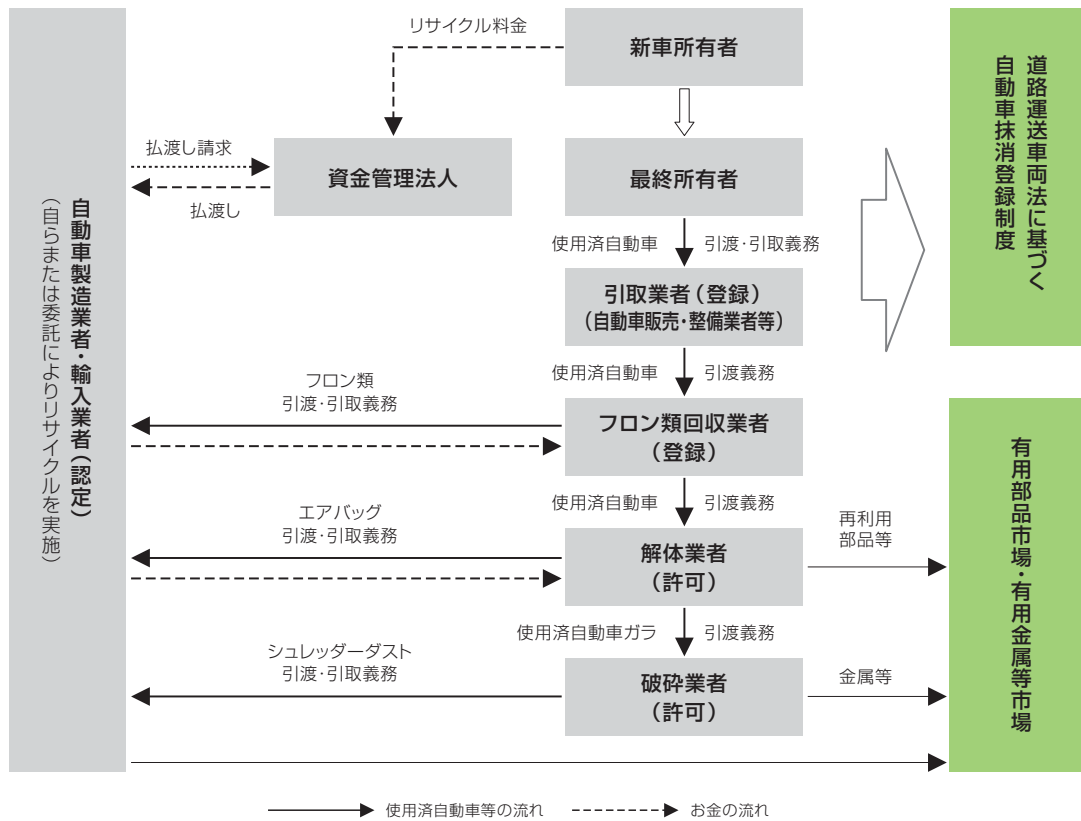 リサイクル料金
新車所有者
払渡し請求
払渡し
資金管理法人
最終所有者
使用済自動車
引渡・引取義務
引取業者（登録）
（自動車販売・整備業者等）
使用済自動車
引渡義務
フロン類
引渡・引取義務
フロン類回収業者
（登録）
使用済自動車
引渡義務
エアバッグ
引渡・引取義務
解体業者
（許可）
再利用
部品等
使用済自動車ガラ
引渡義務
シュレッダーダスト
引渡・引取義務
破砕業者
（許可）
金属等
自動車製造業者・輸入業者（認定）
（自らまたは委託によりリサイクルを実施）
道路運送車両法に基づく
自動車抹消登録制度
有用部品市場・有用金属等市場
使用済自動車等の流れ
お金の流れ